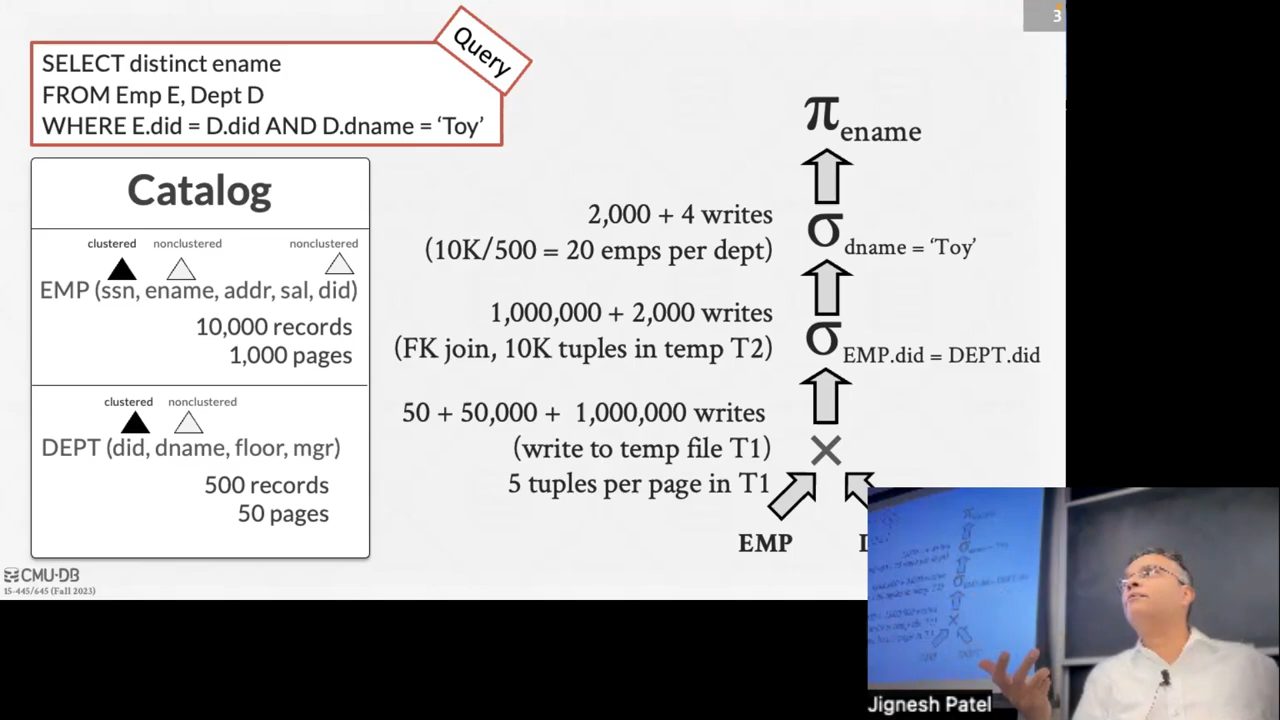 3
Query
SELECT distinct ename
FROM Emp E, Dept D
WHERE E.did = D.did AND D.dname = ‘Toy’
Catalog
clustered nonclustered nonclustered
EMP (ssn, ename, addr, sal, did)
10,000 records
1,000 pages
clustered nonclustered
DEPT (did, dname, floor, mgr)
500 records
50 pages
π ename
2,000 + 4 writes
(10K/500 = 20 emps per dept)
σ dname = ‘Toy’
1,000,000 + 2,000 writes
(FK join, 10K tuples in temp T2)
σ EMP.did = DEPT.did
50 + 50,000 + 1,000,000 writes
(write to temp file T1)
5 tuples per page in T1
×
EMP
CMU·DB
15-445/645 (Fall 2023)
Jignesh Patel